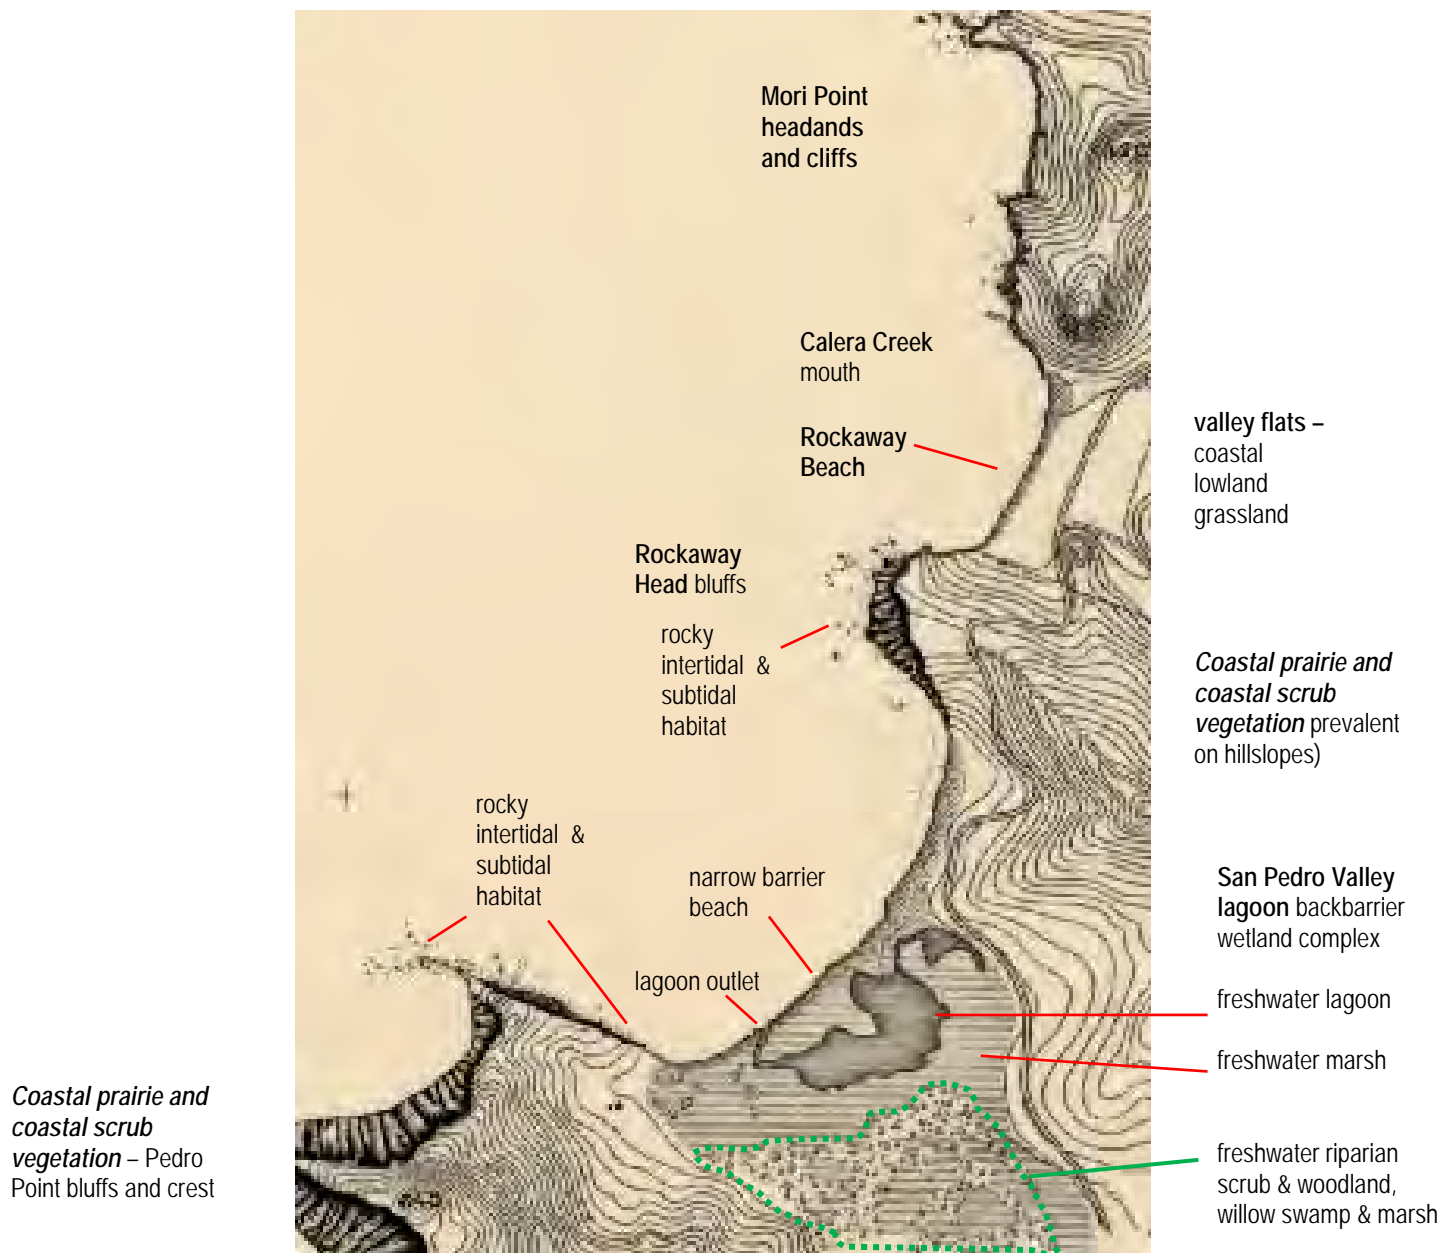 Mori Point
headands
and cliffs
Calera Creek
mouth
Rockaway
Beach
valley flats –
coastal
lowland
grassland
Rockaway
Head bluffs
rocky
intertidal &
subtidal
habitat
Coastal prairie and
coastal scrub
vegetation prevalent
on hillslopes)
rocky
intertidal &
subtidal
habitat
narrow barrier
beach
lagoon outlet
San Pedro Valley
lagoon backbarrier
wetland complex
freshwater lagoon
freshwater marsh
Coastal prairie and
coastal scrub
vegetation – Pedro
Point bluffs and crest
freshwater riparian
scrub & woodland,
willow swamp & marsh